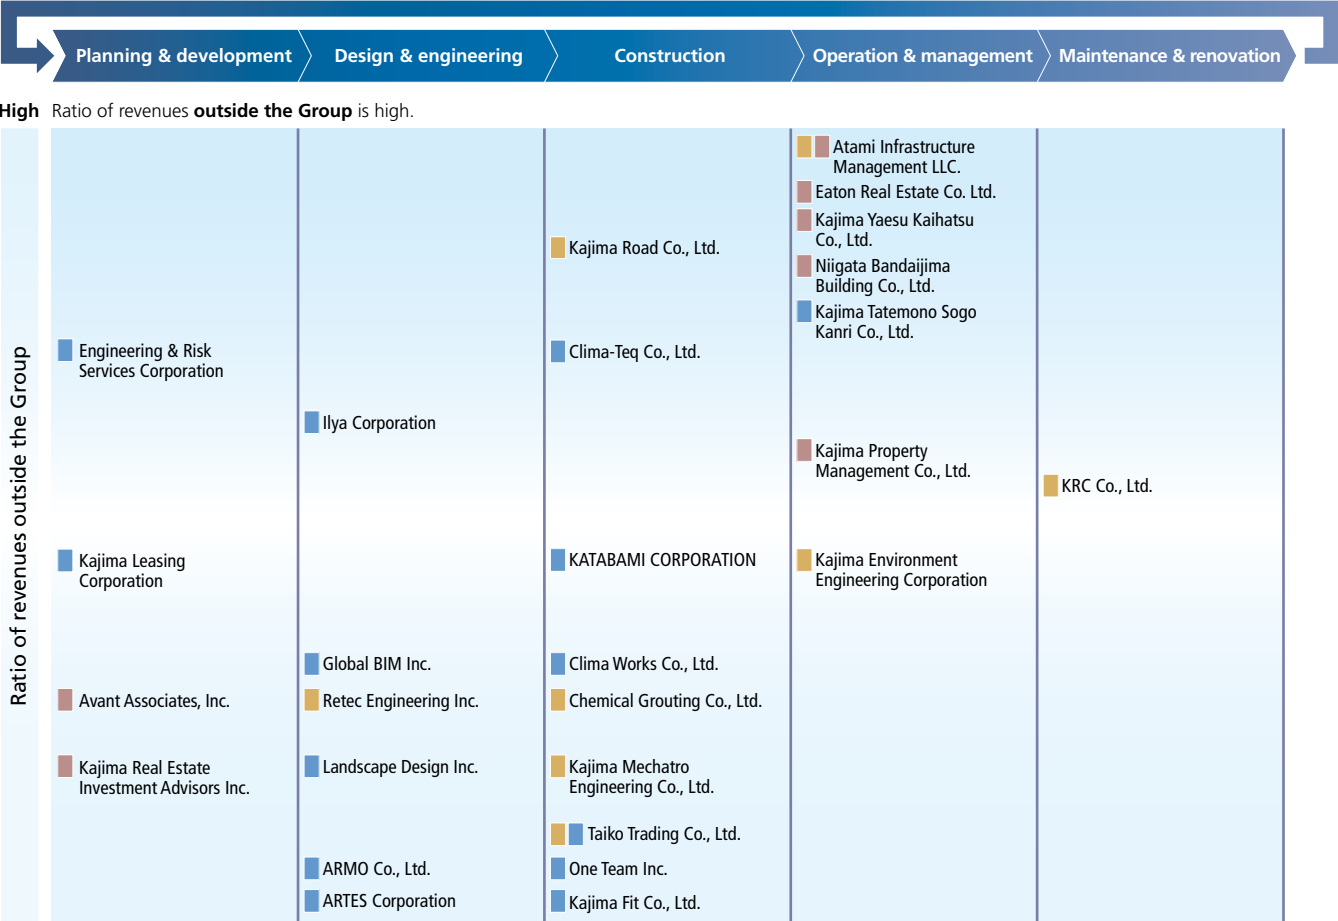 Planning & development
Design & engineering
Construction
Operation & management
Maintenance & renovation
High Ratio of revenues outside the Group is high.
Ratio of revenues outside the Group
Engineering & Risk
Services Corporation
Kajima Leasing
Corporation
Avant Associates, Inc.
Kajima Real Estate
Investment Advisors Inc.
Ilya Corporation
Global BIM Inc.
Retec Engineering Inc.
Landscape Design Inc.
ARMO Co., Ltd.
ARTES Corporation
Kajima Road Co., Ltd.
Clima-Teq Co., Ltd.
KATABAMI CORPORATION
Clima Works Co., Ltd.
Chemical Grouting Co., Ltd.
Kajima Mechatro
Engineering Co., Ltd.
Taiko Trading Co., Ltd.
One Team Inc.
Kajima Fit Co., Ltd.
Atami Infrastructure
Management LLC.
Eaton Real Estate Co. Ltd.
Kajima Yaesu Kaihatsu
Co., Ltd.
Niigata Bandaijima
Building Co., Ltd.
Kajima Tatemono Sogo
Kanri Co., Ltd.
Kajima Property
Management Co., Ltd.
Kajima Environment
Engineering Corporation
KRC Co., Ltd.